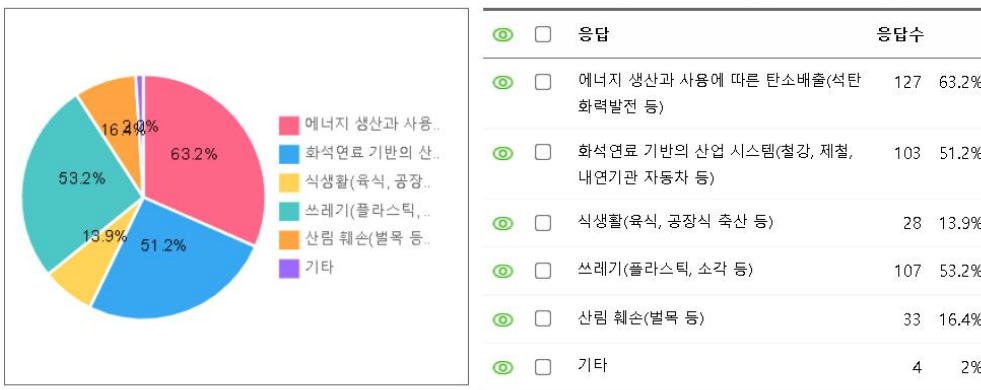 63.2%
51.2%
13.9%
53.2%
16.4%
2.0%
에너지 생산과 사용..
화석연료 기반의 산..
식생활(육식, 공장..
쓰레기(플라스틱, ..
산림 훼손(벌목 등..
기타
응답 응답수
에너지 생산과 사용에 따른 탄소배출(석탄 127 63.2%
화력발전 등)
화석연료 기반의 산업 시스템(철강, 제철, 103 51.2%
내연기관 자동차 등)
식생활(육식, 공장식 축산 등) 28 13.9%
쓰레기(플라스틱, 소각 등) 107 53.2%
산림 훼손(벌목 등) 33 16.4%
기타 4 2%